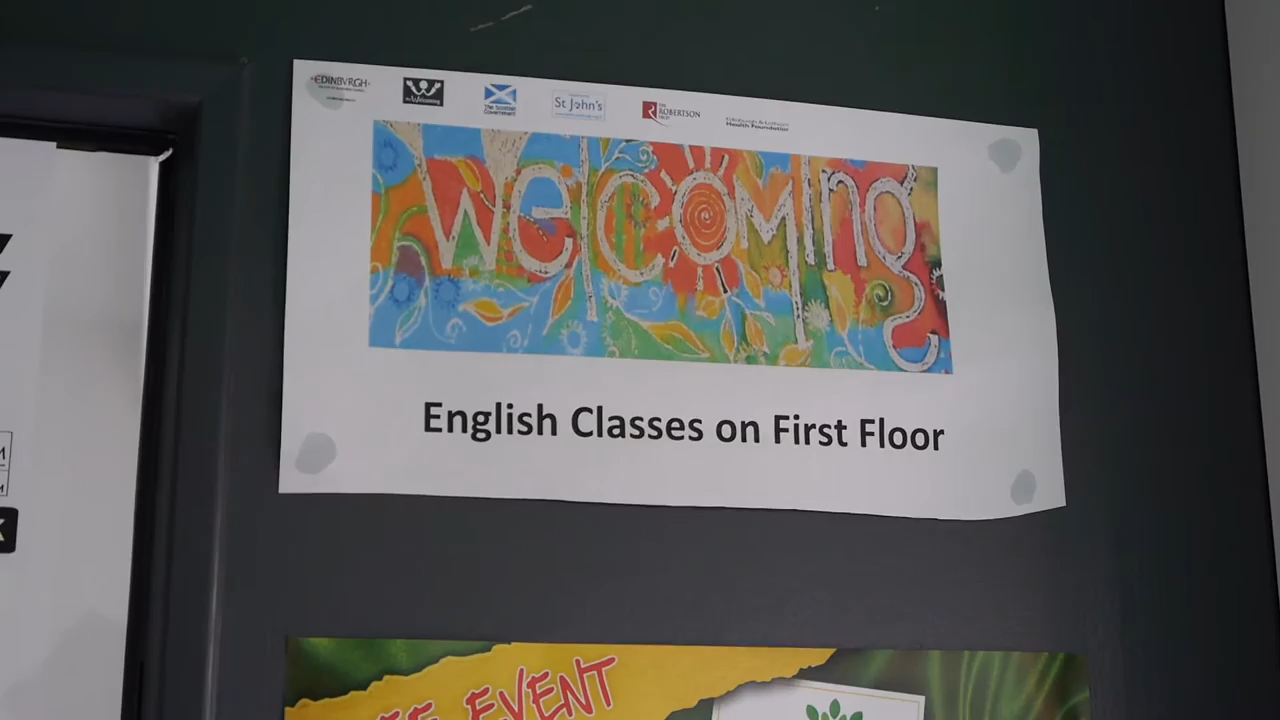 EDINBVRGH
the Welcoming
The Scottish
Government
St John's
THE
ROBERTSON
TRUST
Edinburgh & Lothians
Health Foundation
welcoming
English Classes on First Floor
EVENT